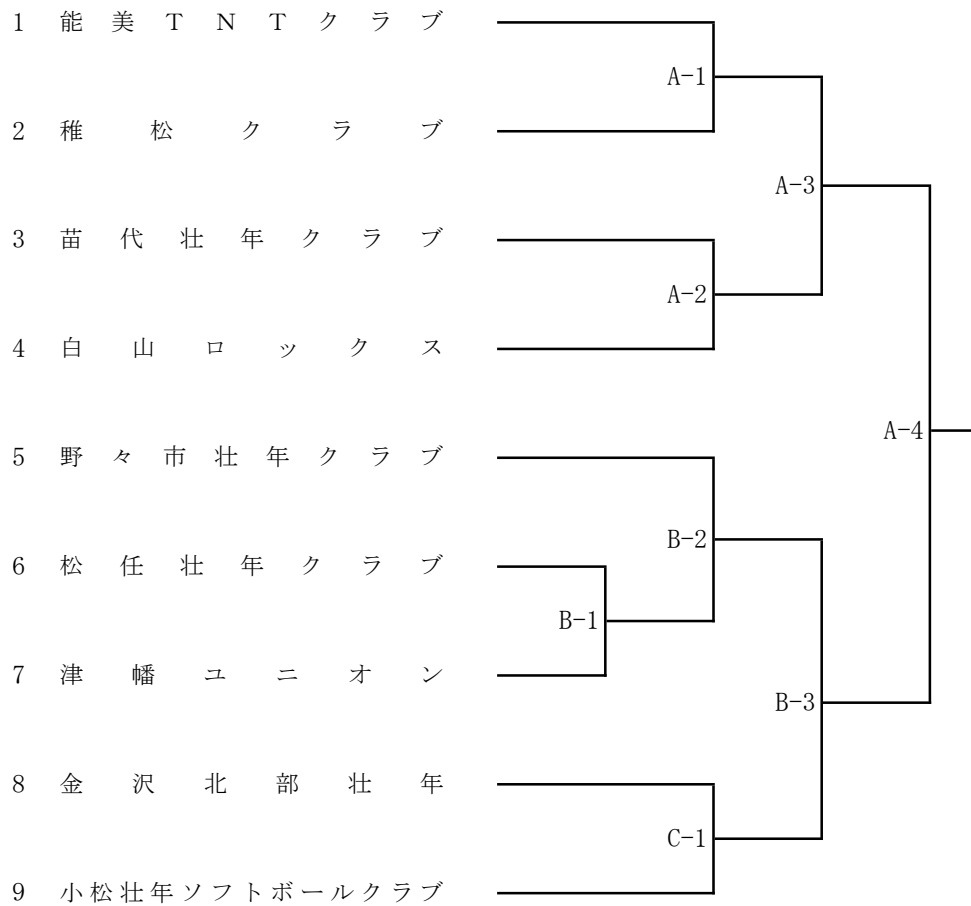 1 能美TNTクラブ
A-1
2 稚松クラブ
A-3
3 苗代壮年クラブ
A-2
4 白山ロックス
A-4
5 野々市壮年クラブ
B-2
6 松任壮年クラブ
B-1
7 津幡ユニオン
B-3
8 金沢北部壮年
C-1
9 小松壮年ソフトボールクラブ